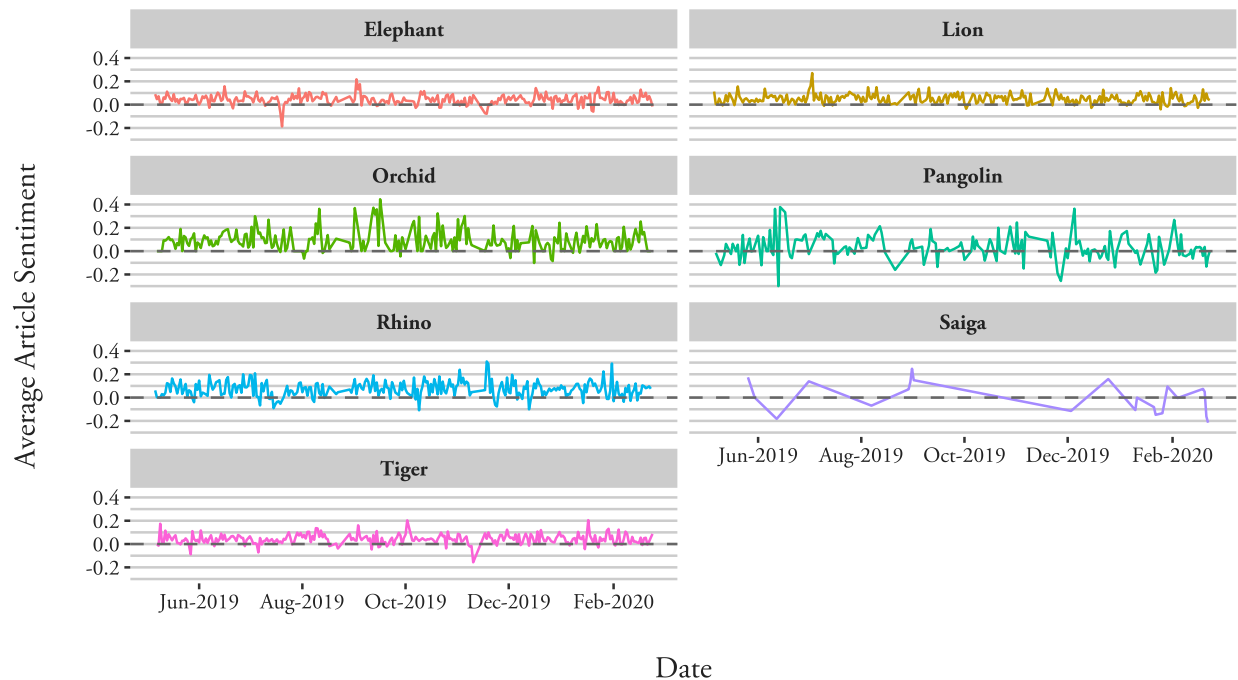 Elephant
Lion
0.4
0.2
0.0
-0.2
Orchid
Pangolin
0.4
0.2
0.0
-0.2
Rhino
Saiga
0.4
0.2
0.0
-0.2
Jun-2019 Aug-2019 Oct-2019 Dec-2019 Feb-2020
Tiger
0.4
0.2
0.0
-0.2
Jun-2019 Aug-2019 Oct-2019 Dec-2019 Feb-2020
Average Article Sentiment
Date